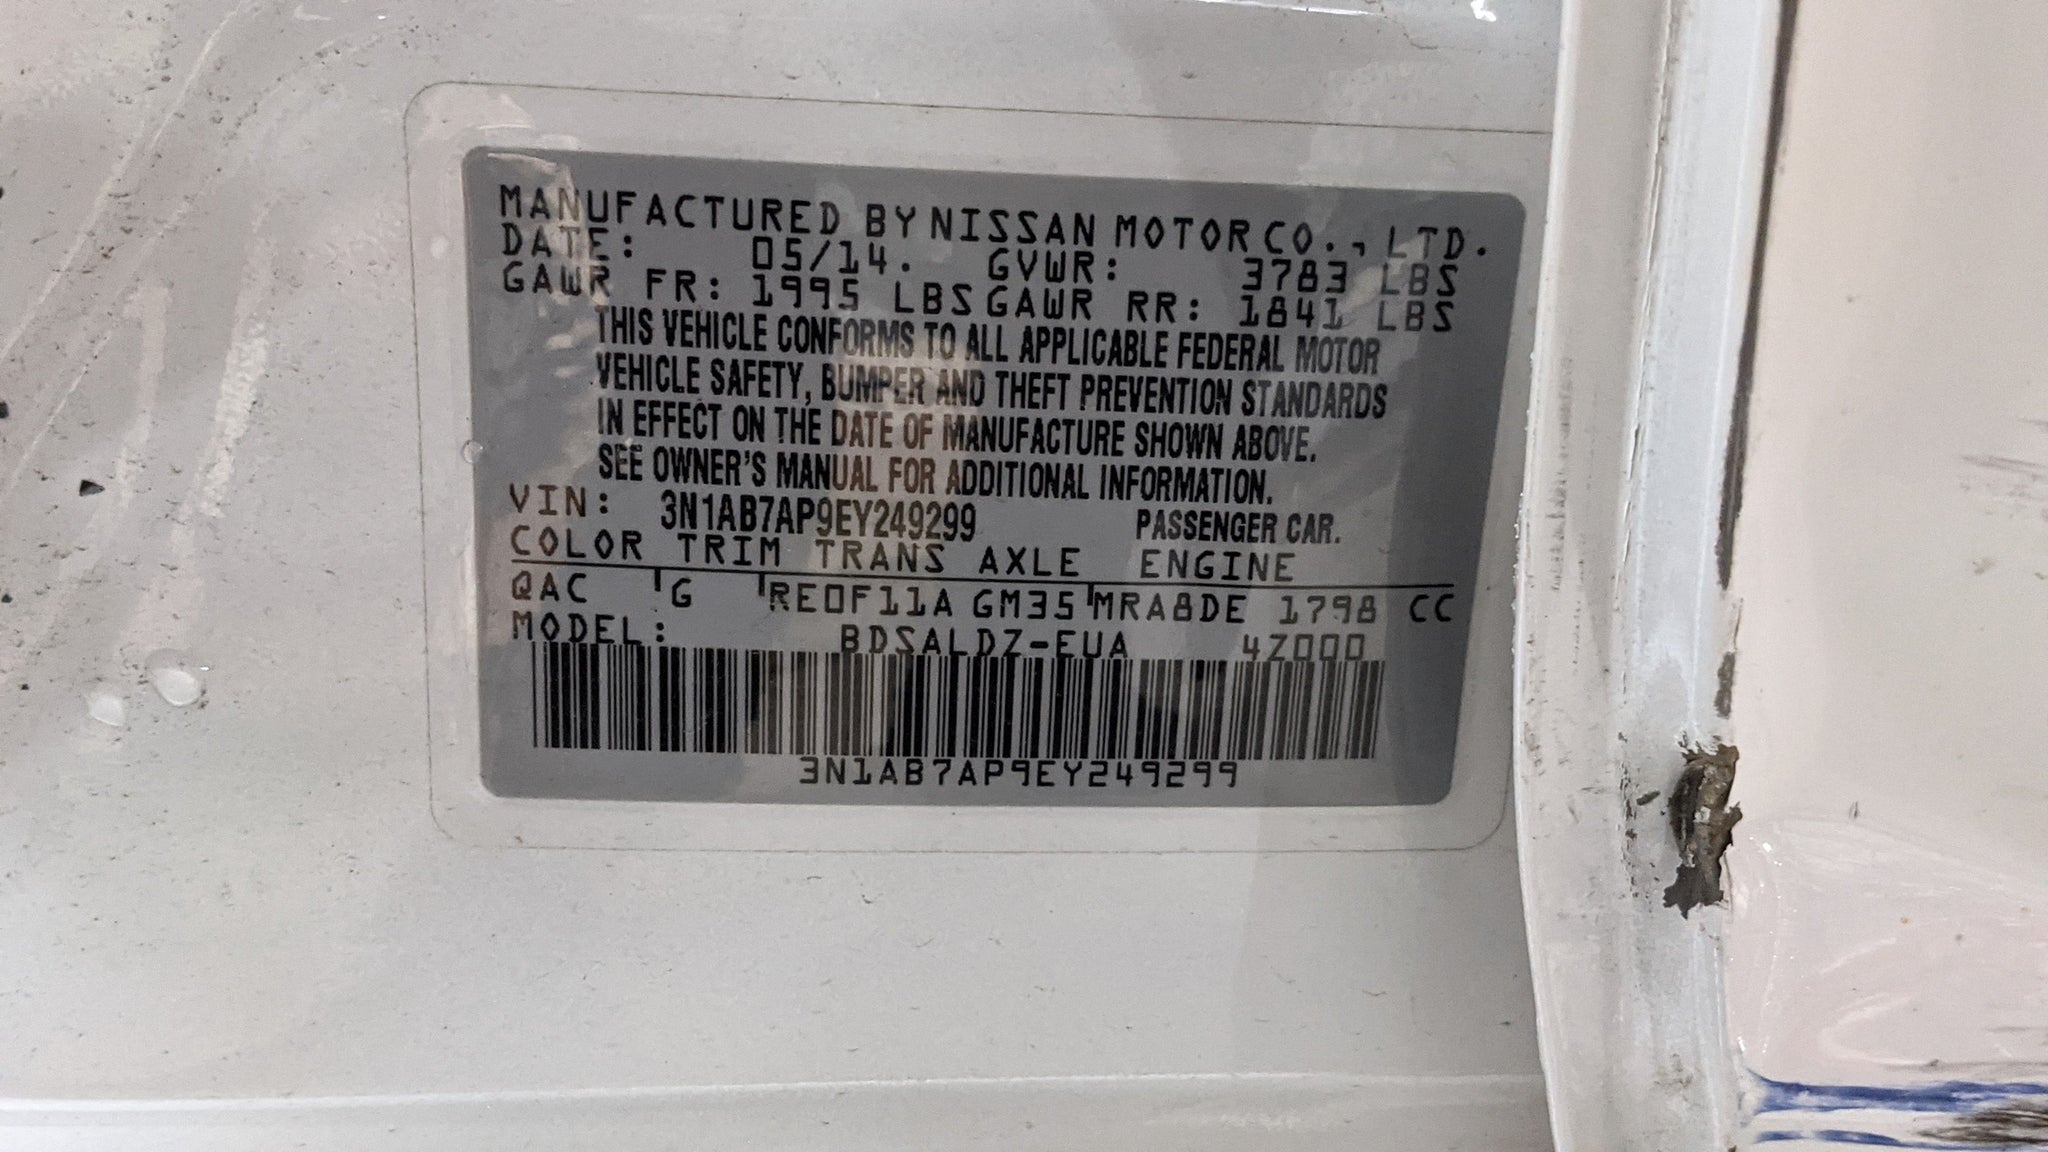 MANUFACTURED BY NISSAN MOTOR CO., LTD.
DATE: 05/14. GVWR: 3783 LBS
GAWR FR: 1995 LBS GAWR RR: 1841 LBS
THIS VEHICLE CONFORMS TO ALL APPLICABLE FEDERAL MOTOR
VEHICLE SAFETY, BUMPER AND THEFT PREVENTION STANDARDS
IN EFFECT ON THE DATE OF MANUFACTURE SHOWN ABOVE.
SEE OWNER'S MANUAL FOR ADDITIONAL INFORMATION.
VIN: 3N1AB7AP9EY249299 PASSENGER CAR.
COLOR TRIM TRANS AXLE ENGINE
QAC G RE0F11A GM35 MRA8DE 1798 CC
MODEL: BDSALDZ-EUA 4Z000
3N1AB7AP9EY249299